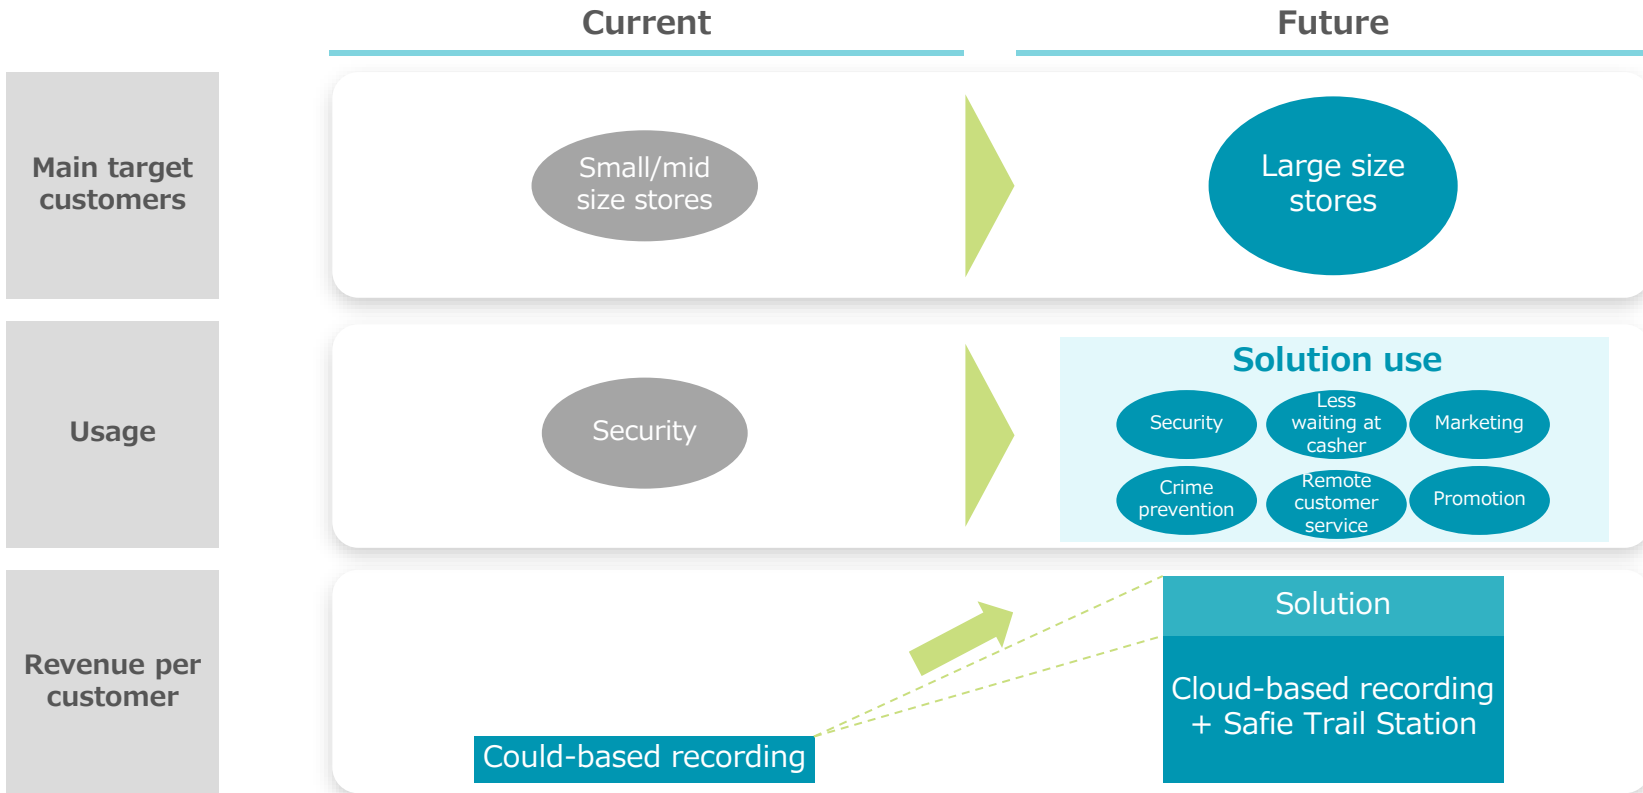 Current
Future
Main target
customers
Small/mid
size stores
Large size
stores
Usage
Security
Solution use
Security
Less
waiting at
casher
Marketing
Crime
prevention
Remote
customer
service
Promotion
Revenue per
customer
Could-based recording
Solution
Cloud-based recording
+ Safie Trail Station